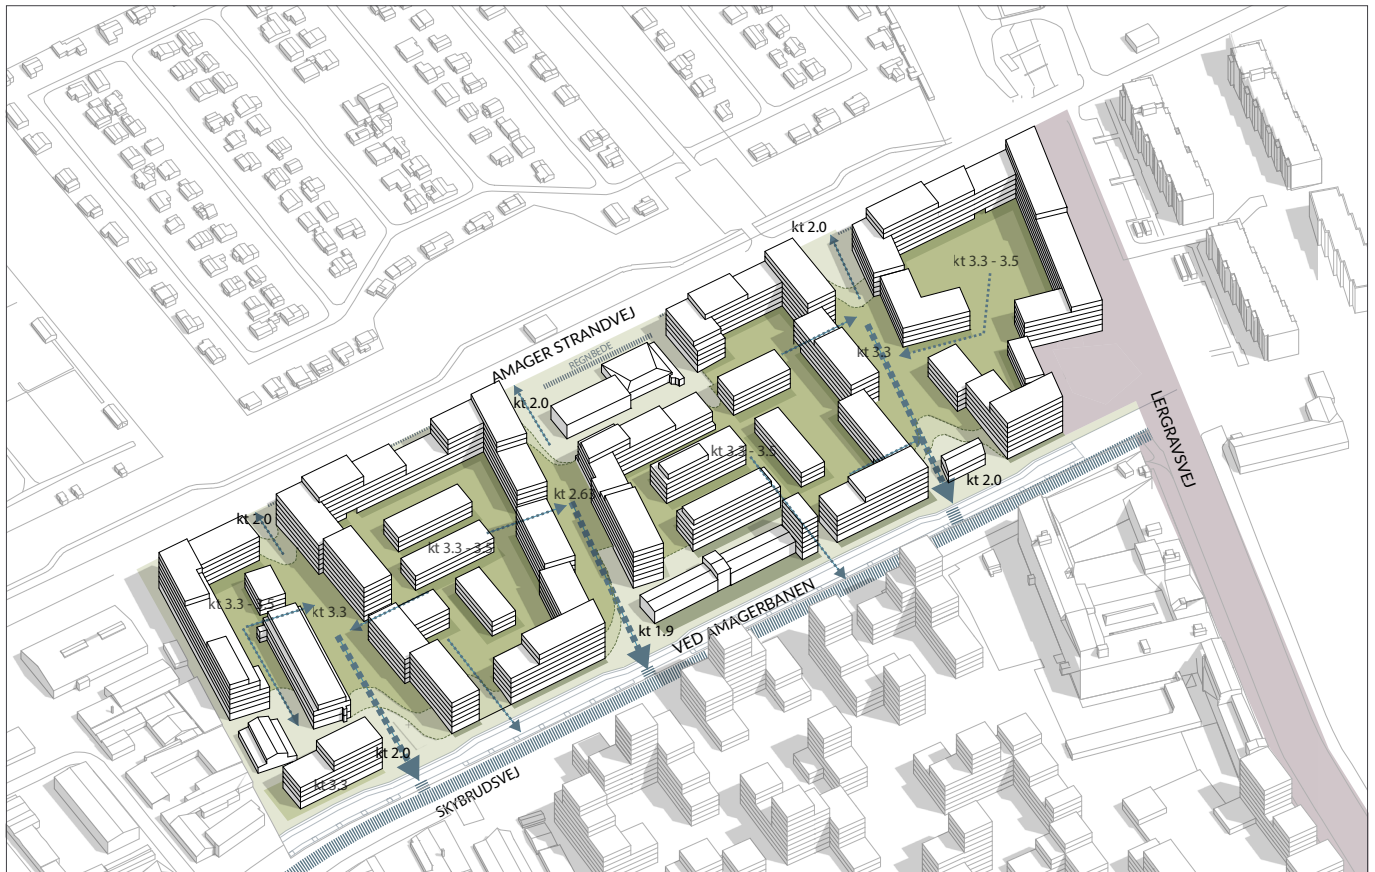 kt 2.0
kt 3.3 - 3.5
AMAGER STRANDVEJ
REGNBEDE
kt 3.3
LERGRAVSVEJ
kt 2.0
kt 3.3 - 3.5
kt 2.0
kt 2.63
kt 2.0
kt 3.3 - 3.5
kt 3.3 - 3.5
kt 3.3
kt 1.9
VED AMAGERBANEN
kt 2.0
kt 3.3
SKYBRUDSVEJ